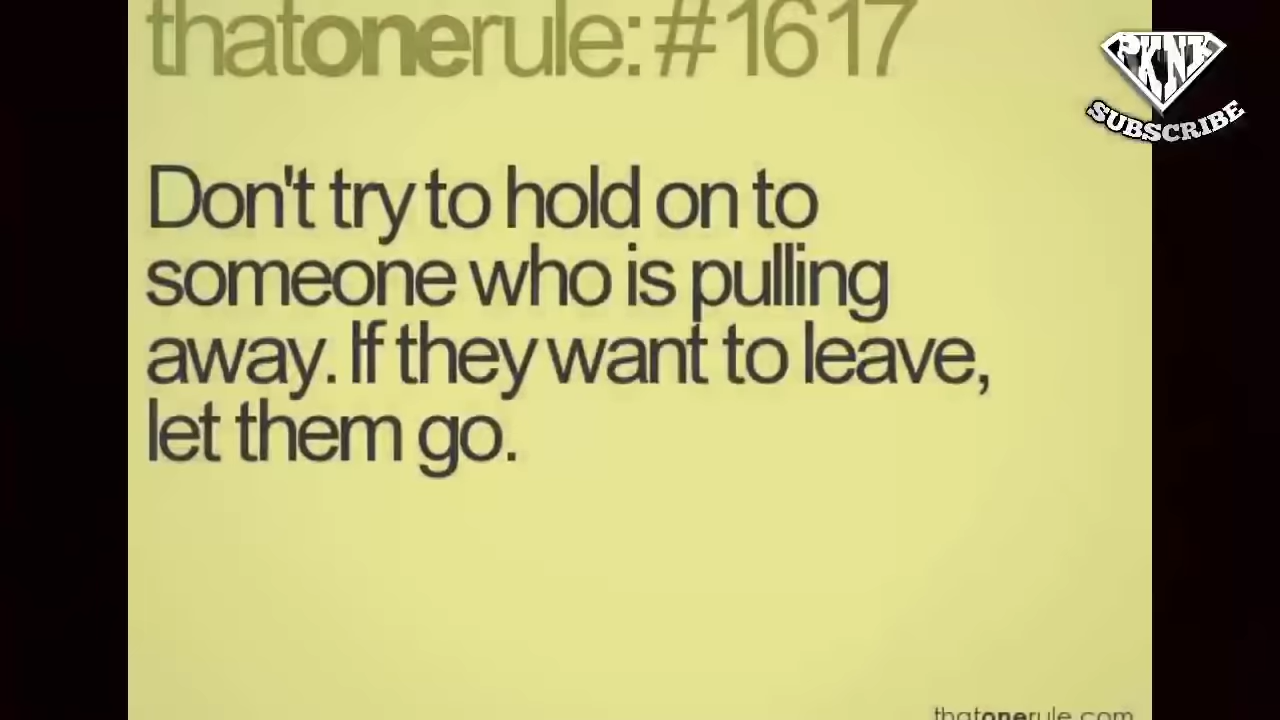 thatonerule: #1617
PKNK
SUBSCRIBE
Don't try to hold on to
someone who is pulling
away. If they want to leave,
let them go.
thatonerule.com